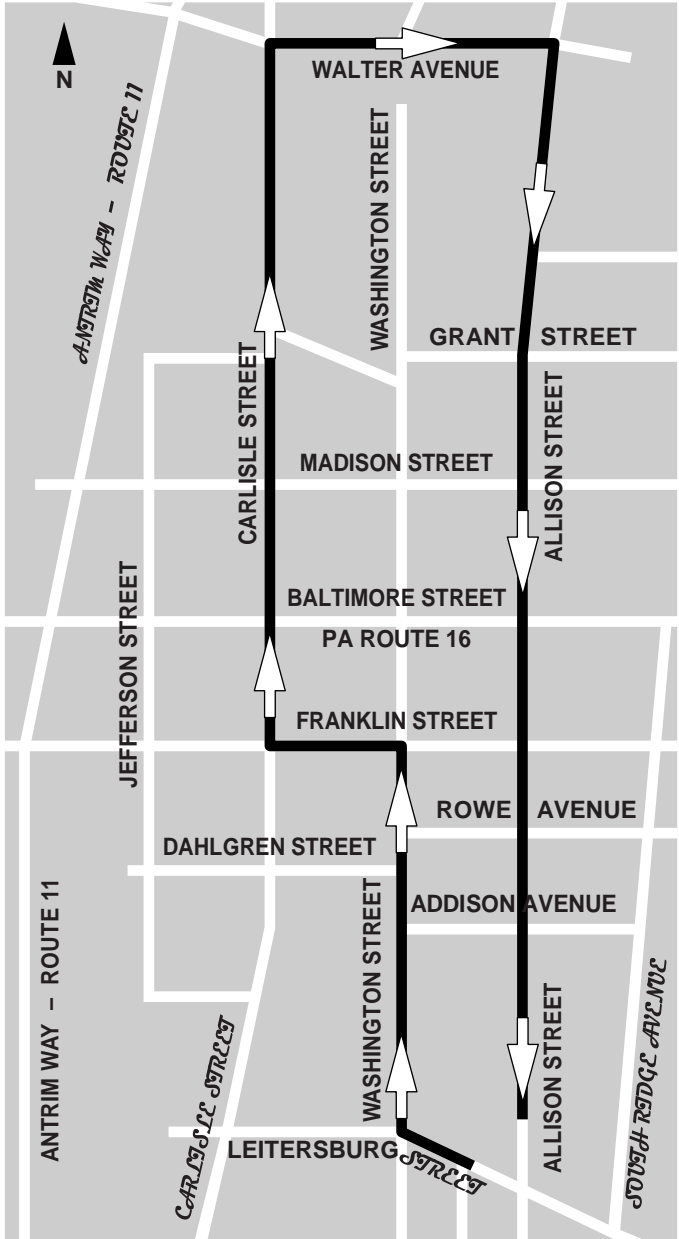 WALTER AVENUE
N
ANTRIM WAY – ROUTE 11
WASHINGTON STREET
GRANT STREET
CARLISLE STREET
ALLISON STREET
MADISON STREET
BALTIMORE STREET
PA ROUTE 16
JEFFERSON STREET
FRANKLIN STREET
ROWE AVENUE
DAHLGREN STREET
ADDISON AVENUE
ANTRIM WAY – ROUTE 11
WASHINGTON STREET
CARLISLE STREET
ALLISON STREET
SOUTH RIDGE AVENUE
LEITERSBURG STREET